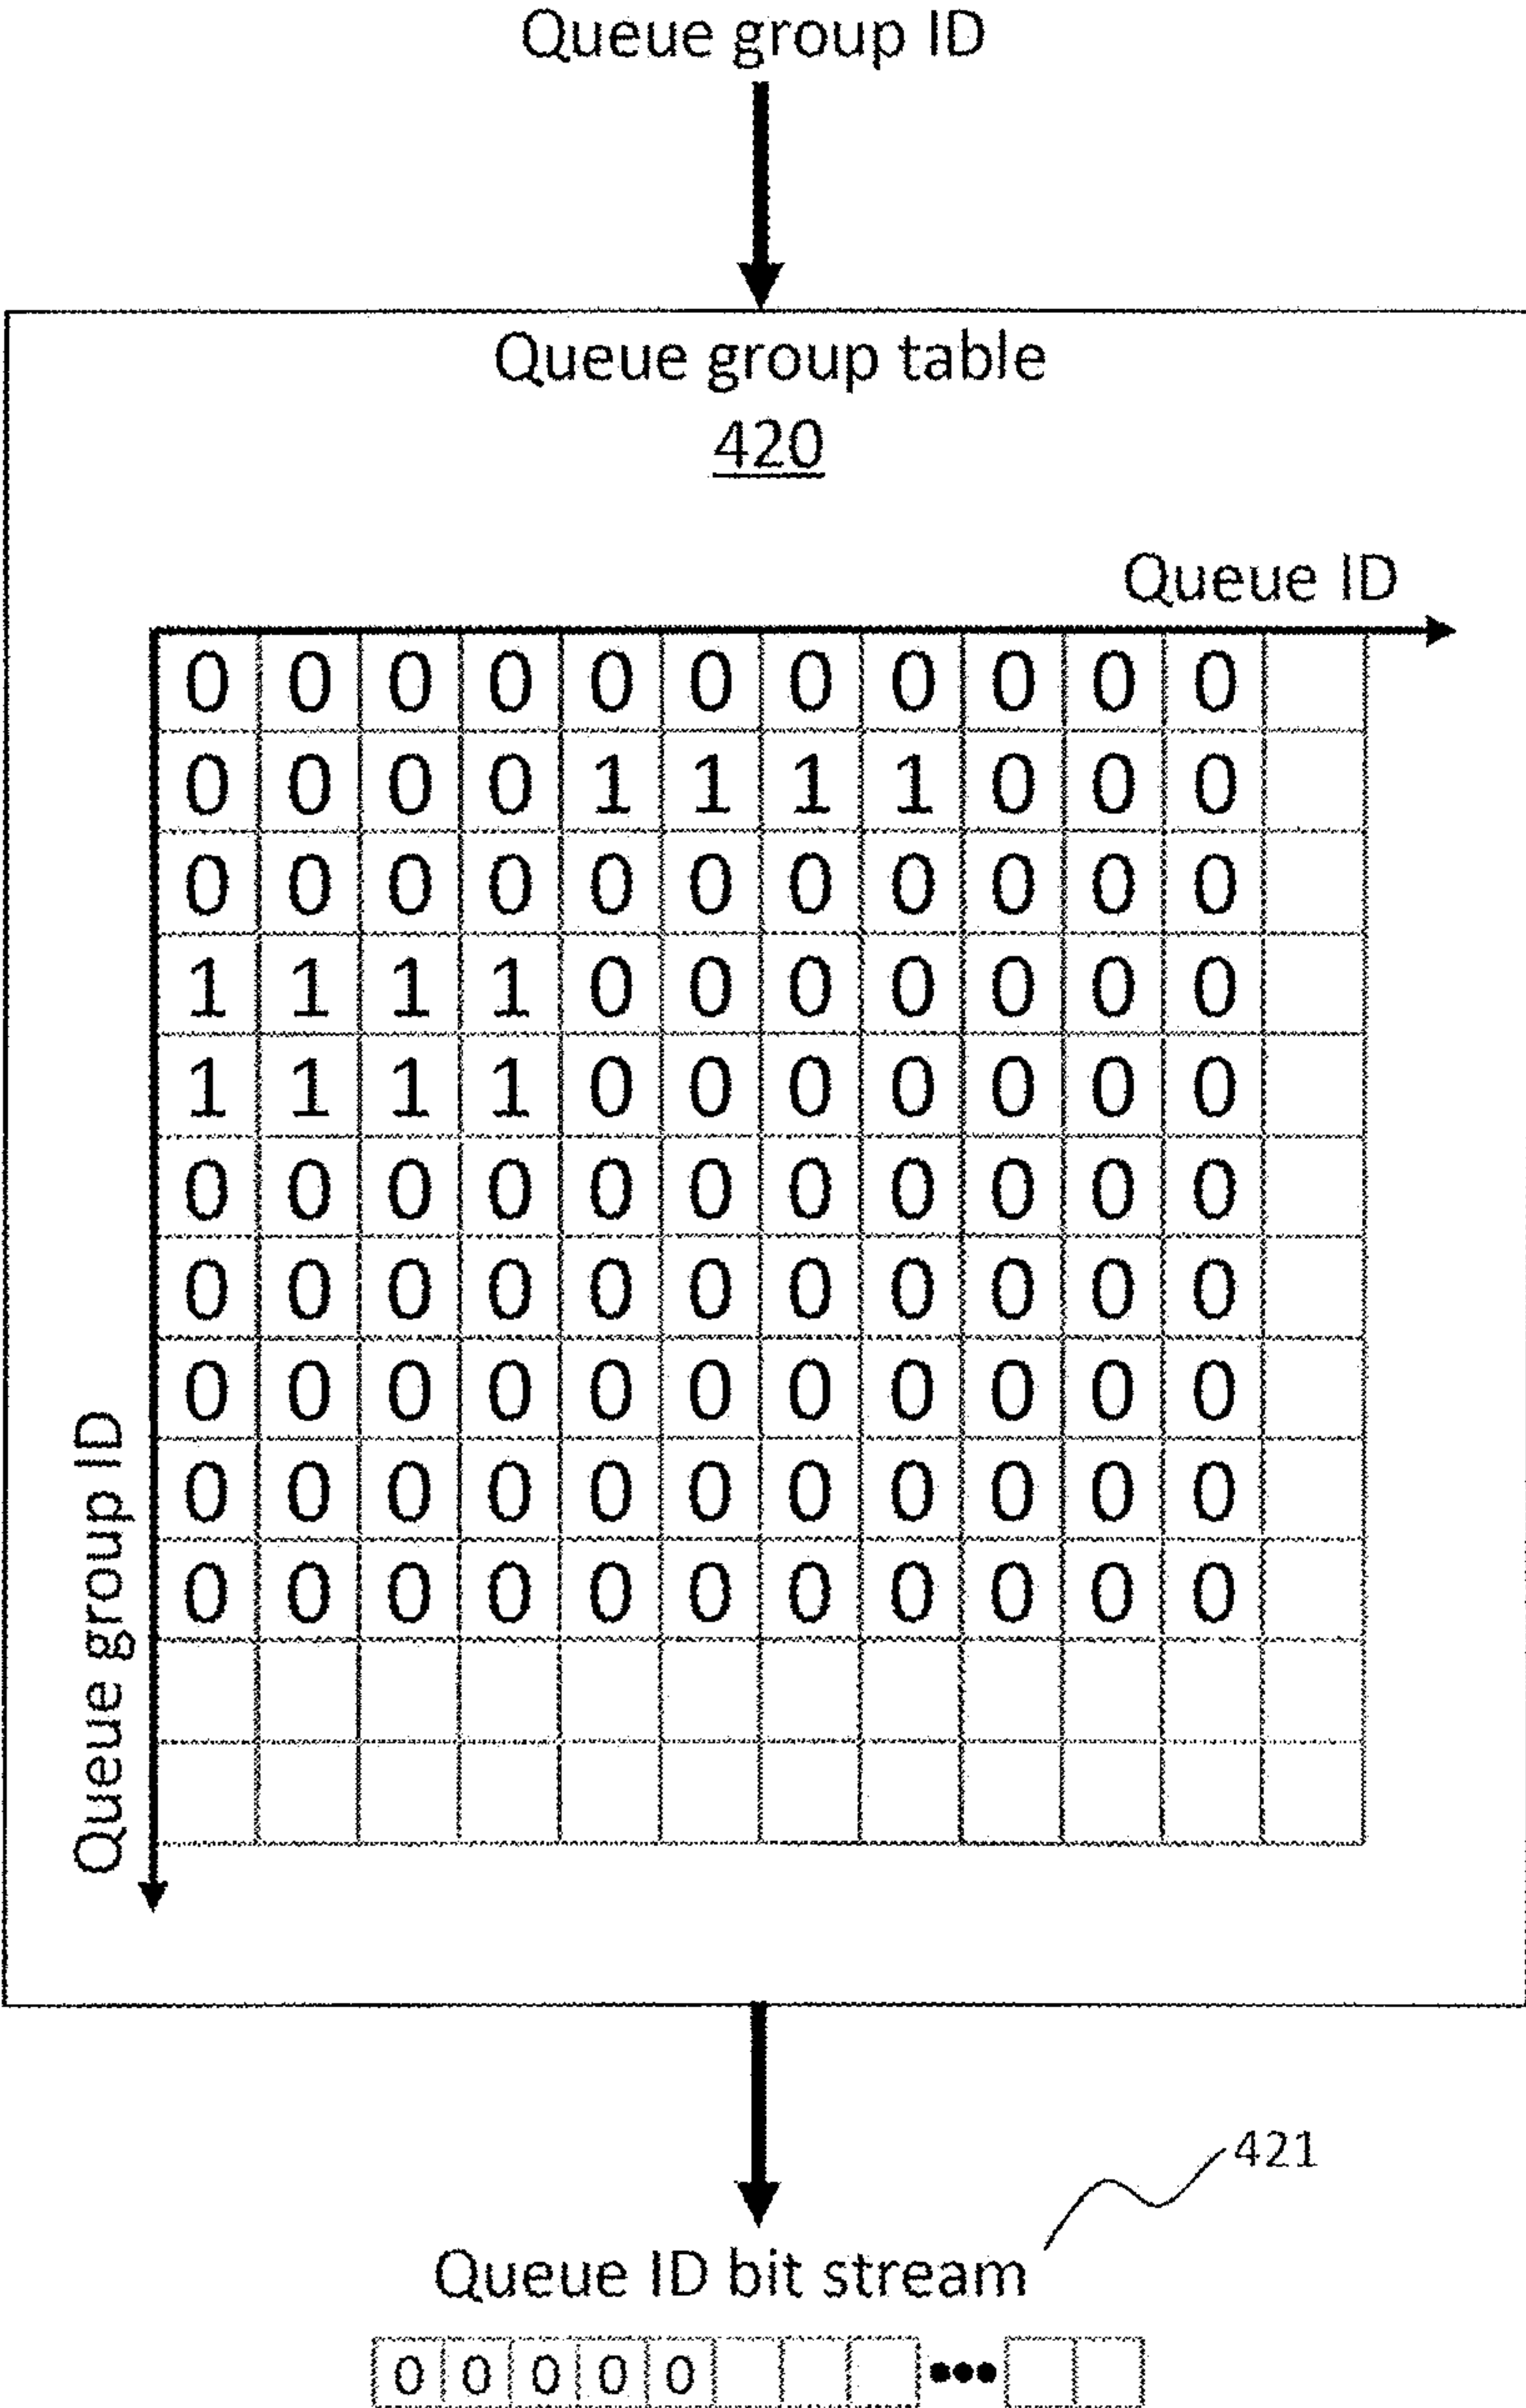 Queue group ID
Queue group table
420
Queue ID
0 0 0 0 0 0 0 0 0 0 0
0 0 0 0 1 1 1 1 0 0 0
0 0 0 0 0 0 0 0 0 0 0
1 1 1 1 0 0 0 0 0 0 0
1 1 1 1 0 0 0 0 0 0 0
0 0 0 0 0 0 0 0 0 0 0
0 0 0 0 0 0 0 0 0 0 0
0 0 0 0 0 0 0 0 0 0 0
0 0 0 0 0 0 0 0 0 0 0
0 0 0 0 0 0 0 0 0 0 0
Queue group ID
421
Queue ID bit stream
0 0 0 0 0 •••